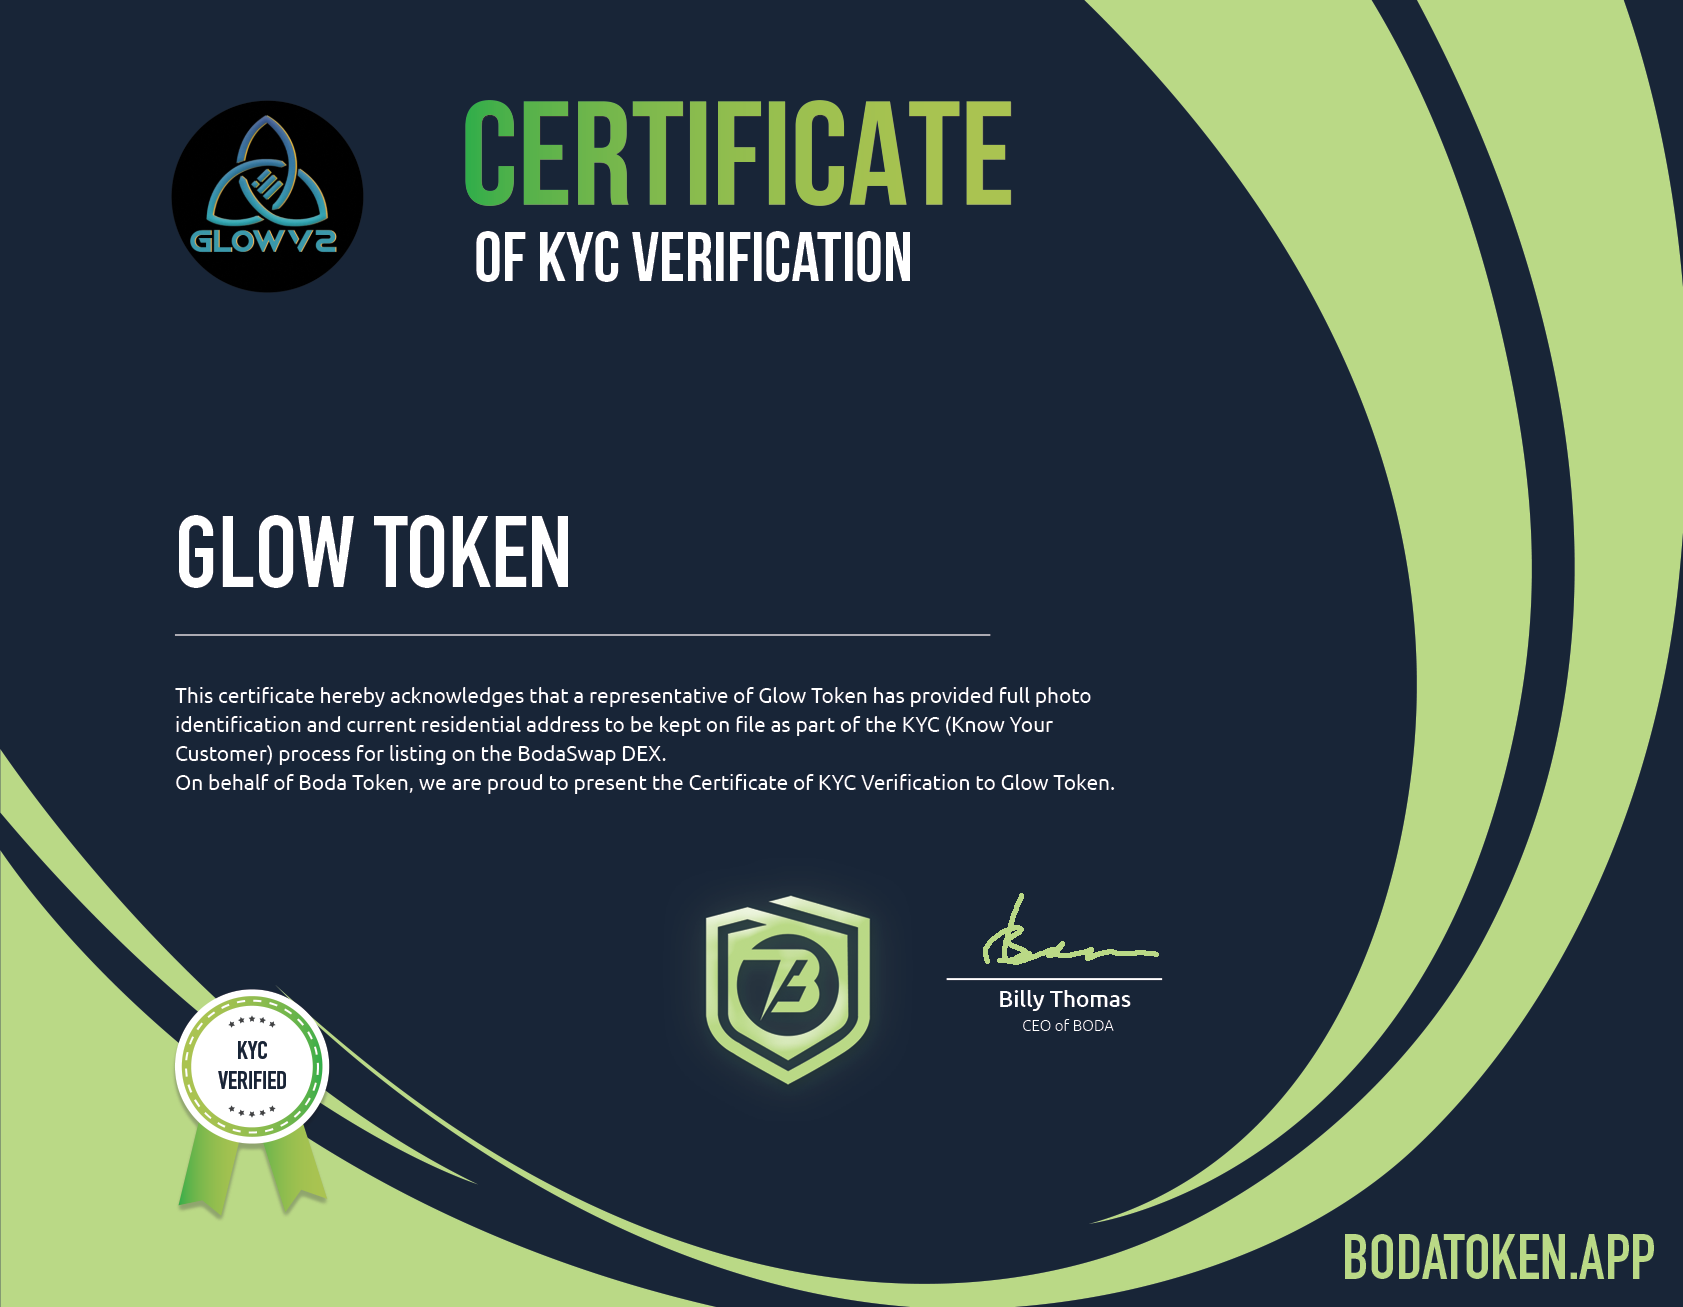 GLOW V2
CERTIFICATE
OF KYC VERIFICATION
GLOW TOKEN
This certificate hereby acknowledges that a representative of Glow Token has provided full photo
identification and current residential address to be kept on file as part of the KYC (Know Your
Customer) process for listing on the BodaSwap DEX.
On behalf of Boda Token, we are proud to present the Certificate of KYC Verification to Glow Token.
Billy Thomas
CEO of BODA
KYC
VERIFIED
BODATOKEN.APP